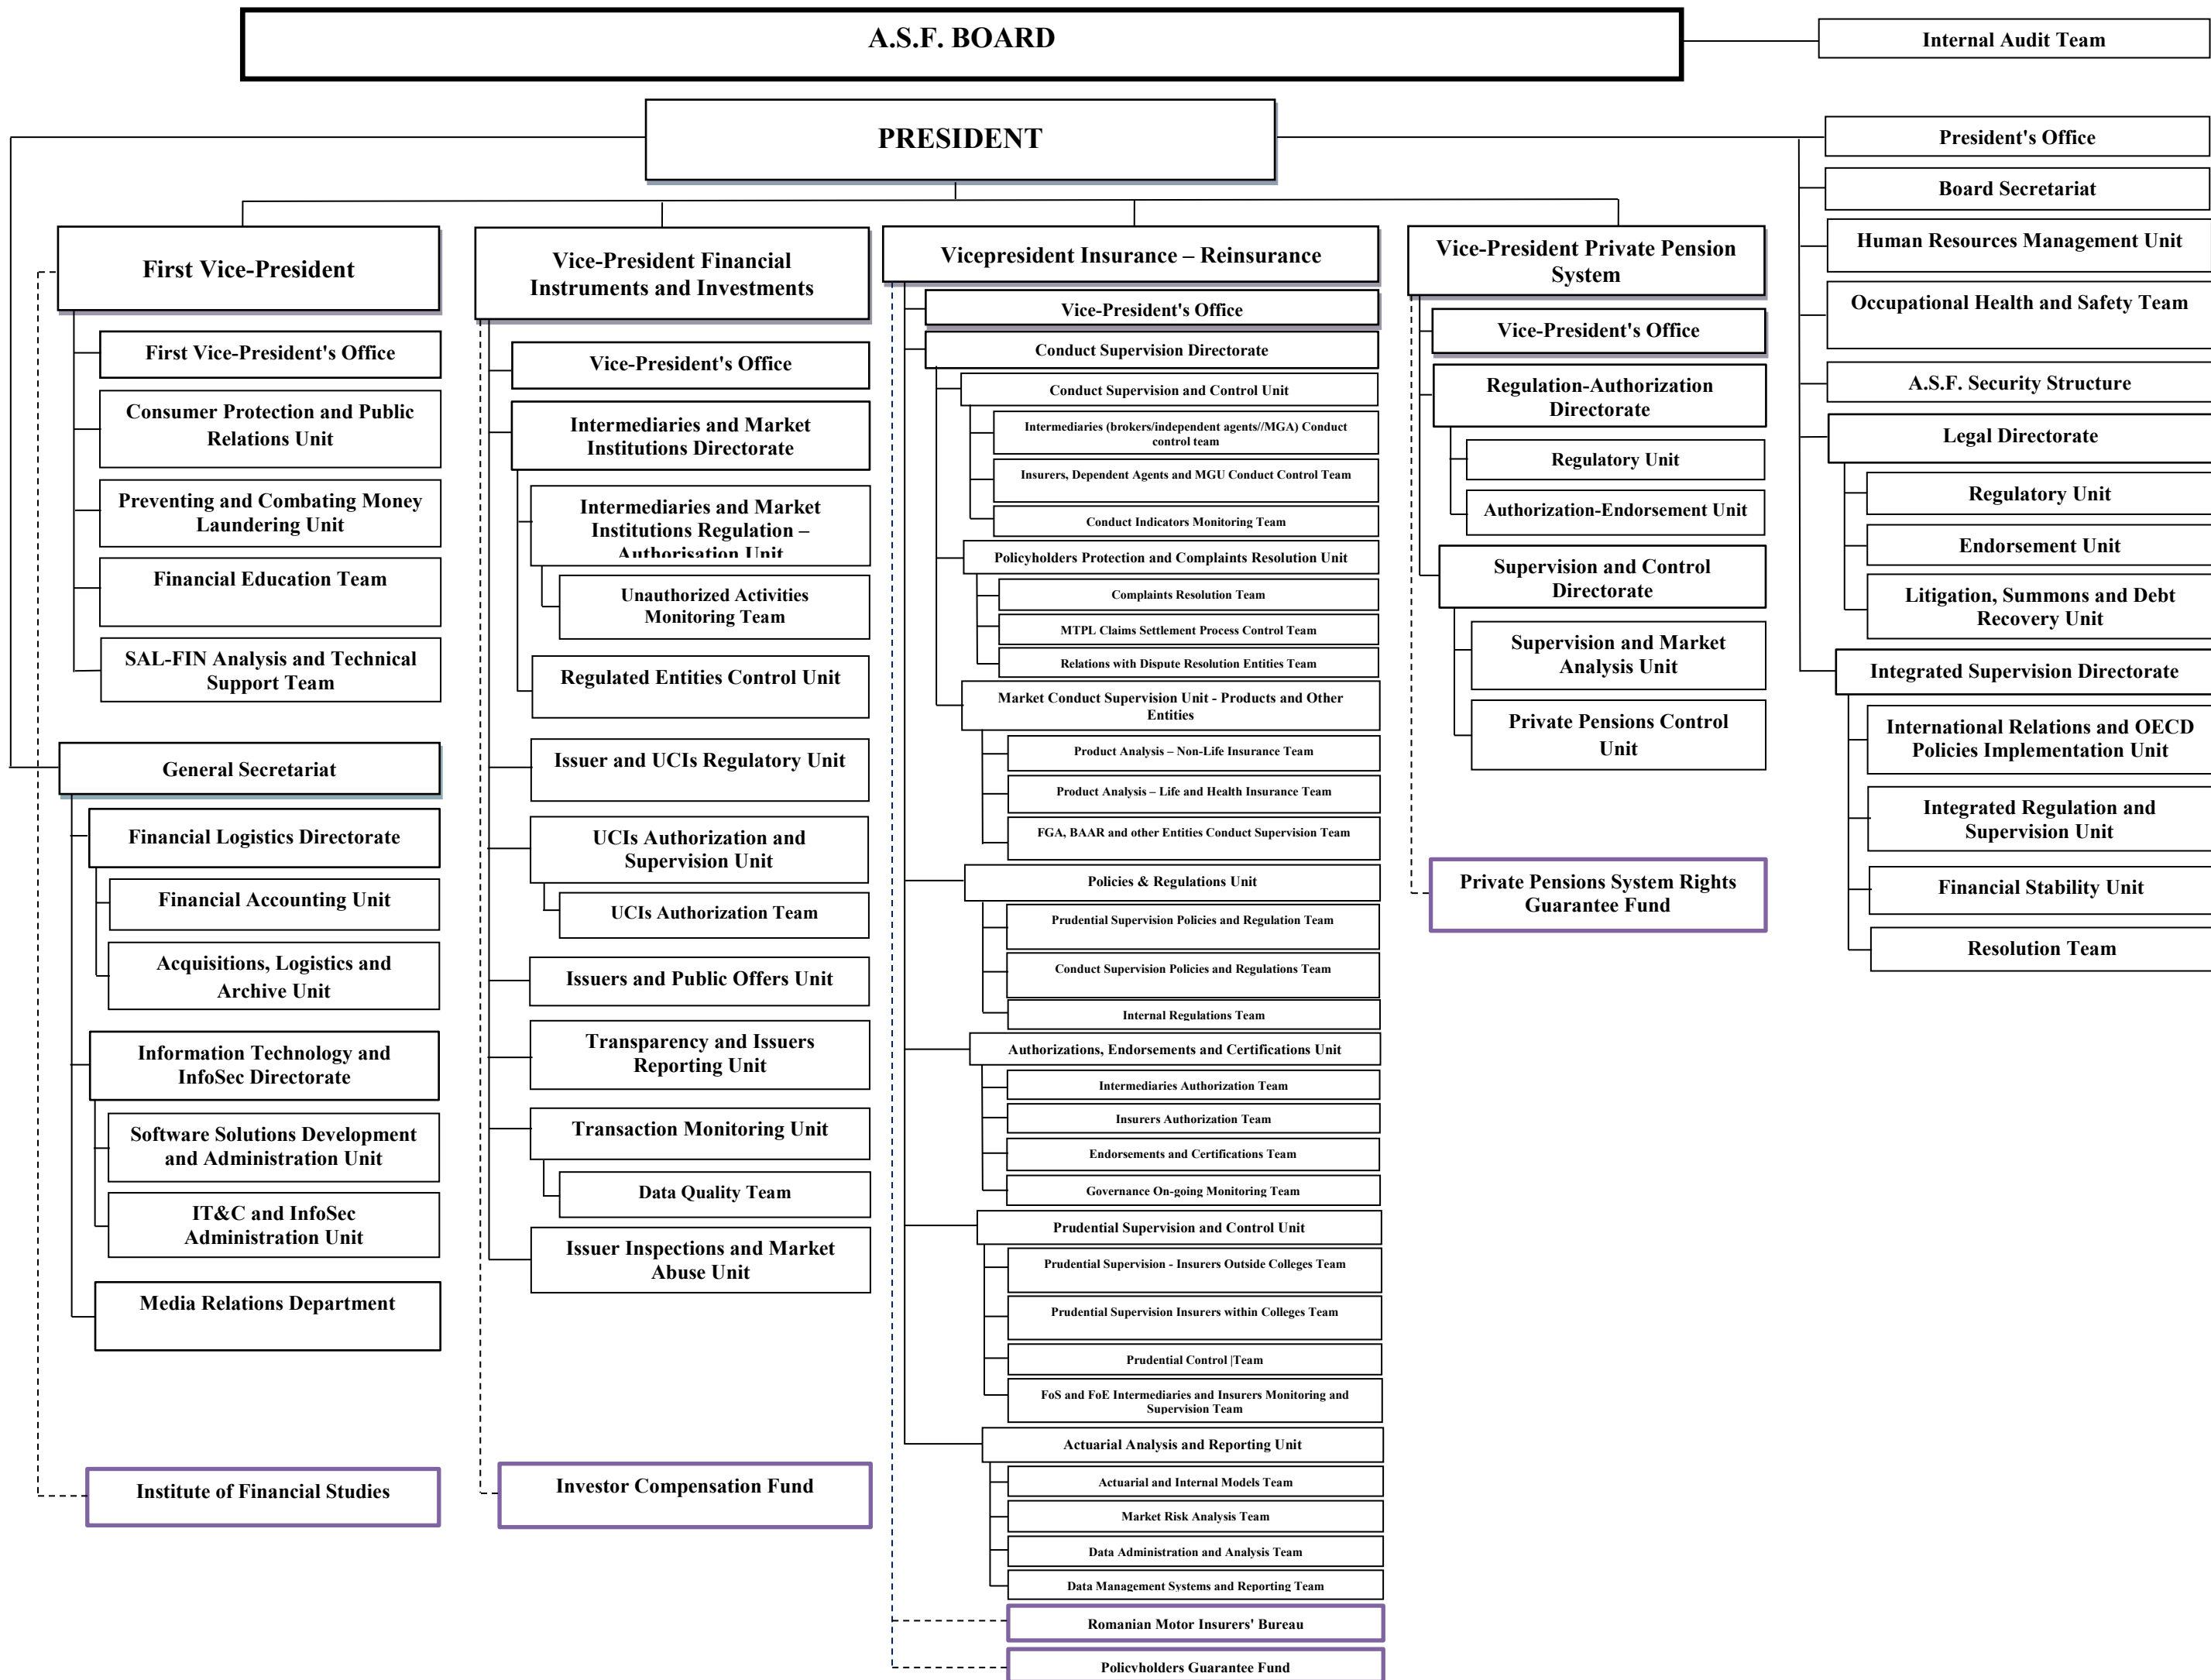 A.S.F. BOARD
Internal Audit Team
PRESIDENT
President's Office
Board Secretariat
Human Resources Management Unit
Occupational Health and Safety Team
A.S.F. Security Structure
Legal Directorate
Regulatory Unit
Endorsement Unit
Litigation, Summons and Debt
Recovery Unit
Integrated Supervision Directorate
International Relations and OECD
Policies Implementation Unit
Integrated Regulation and
Supervision Unit
Financial Stability Unit
Resolution Team
First Vice-President
First Vice-President's Office
Consumer Protection and Public
Relations Unit
Preventing and Combating Money
Laundering Unit
Financial Education Team
SAL-FIN Analysis and Technical
Support Team
General Secretariat
Financial Logistics Directorate
Financial Accounting Unit
Acquisitions, Logistics and
Archive Unit
Information Technology and
InfoSec Directorate
Software Solutions Development
and Administration Unit
IT&C and InfoSec
Administration Unit
Media Relations Department
Institute of Financial Studies
Vice-President Financial
Instruments and Investments
Vice-President's Office
Intermediaries and Market
Institutions Directorate
Intermediaries and Market
Institutions Regulation –
Authorisation Unit
Unauthorized Activities
Monitoring Team
Regulated Entities Control Unit
Issuer and UCIs Regulatory Unit
UCIs Authorization and
Supervision Unit
UCIs Authorization Team
Issuers and Public Offers Unit
Transparency and Issuers
Reporting Unit
Transaction Monitoring Unit
Data Quality Team
Issuer Inspections and Market
Abuse Unit
Investor Compensation Fund
Vicepresident Insurance – Reinsurance
Vice-President's Office
Conduct Supervision Directorate
Conduct Supervision and Control Unit
Intermediaries (brokers/independent agents//MGA) Conduct
control team
Insurers, Dependent Agents and MGU Conduct Control Team
Conduct Indicators Monitoring Team
Policyholders Protection and Complaints Resolution Unit
Complaints Resolution Team
MTPL Claims Settlement Process Control Team
Relations with Dispute Resolution Entities Team
Market Conduct Supervision Unit - Products and Other
Entities
Product Analysis – Non-Life Insurance Team
Product Analysis – Life and Health Insurance Team
FGA, BAAR and other Entities Conduct Supervision Team
Policies & Regulations Unit
Prudential Supervision Policies and Regulation Team
Conduct Supervision Policies and Regulations Team
Internal Regulations Team
Authorizations, Endorsements and Certifications Unit
Intermediaries Authorization Team
Insurers Authorization Team
Endorsements and Certifications Team
Governance On-going Monitoring Team
Prudential Supervision and Control Unit
Prudential Supervision - Insurers Outside Colleges Team
Prudential Supervision Insurers within Colleges Team
Prudential Control |Team
FoS and FoE Intermediaries and Insurers Monitoring and
Supervision Team
Actuarial Analysis and Reporting Unit
Actuarial and Internal Models Team
Market Risk Analysis Team
Data Administration and Analysis Team
Data Management Systems and Reporting Team
Romanian Motor Insurers' Bureau
Policyholders Guarantee Fund
Vice-President Private Pension
System
Vice-President's Office
Regulation-Authorization
Directorate
Regulatory Unit
Authorization-Endorsement Unit
Supervision and Control
Directorate
Supervision and Market
Analysis Unit
Private Pensions Control
Unit
Private Pensions System Rights
Guarantee Fund